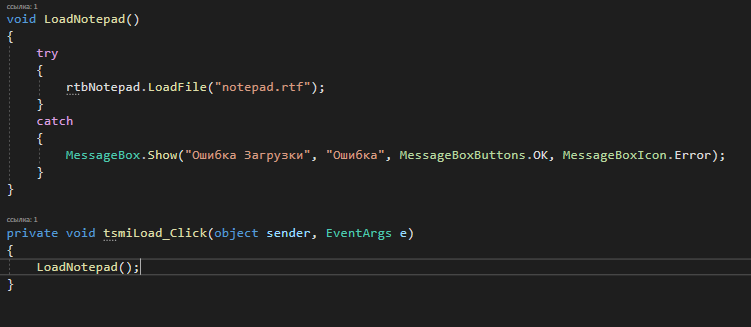 ссылка: 1
void LoadNotepad()
{
try
{
rtbNotepad.LoadFile("notepad.rtf");
}
catch
{
MessageBox.Show("Ошибка Загрузки", "Ошибка", MessageBoxButtons.OK, MessageBoxIcon.Error);
}
}
ссылка: 1
private void tsmiLoad_Click(object sender, EventArgs e)
{
LoadNotepad();
}